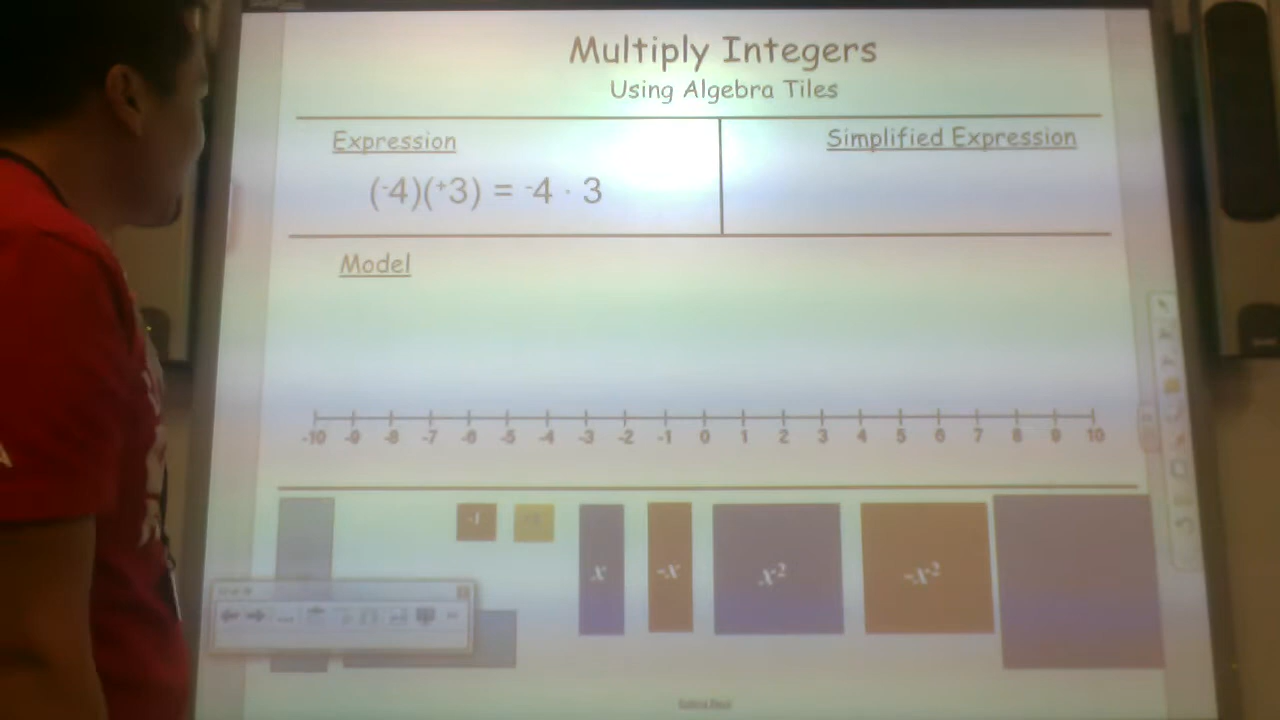 Multiply Integers
Using Algebra Tiles
Expression
Simplified Expression
(-4)(+3) = -4 · 3
Model
-10 -9 -8 -7 -6 -5 -4 -3 -2 -1 0 1 2 3 4 5 6 7 8 9 10
-1
x
-x
x²
-x²